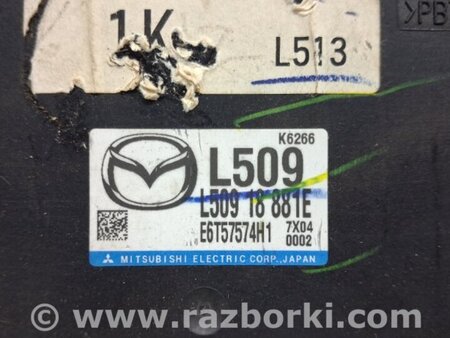 >PB
1K
L513
K6266
L509
L509 18 881E
E6T57574H1 7X04
0002
MITSUBISHI ELECTRIC CORP., JAPAN
www.razborki.com